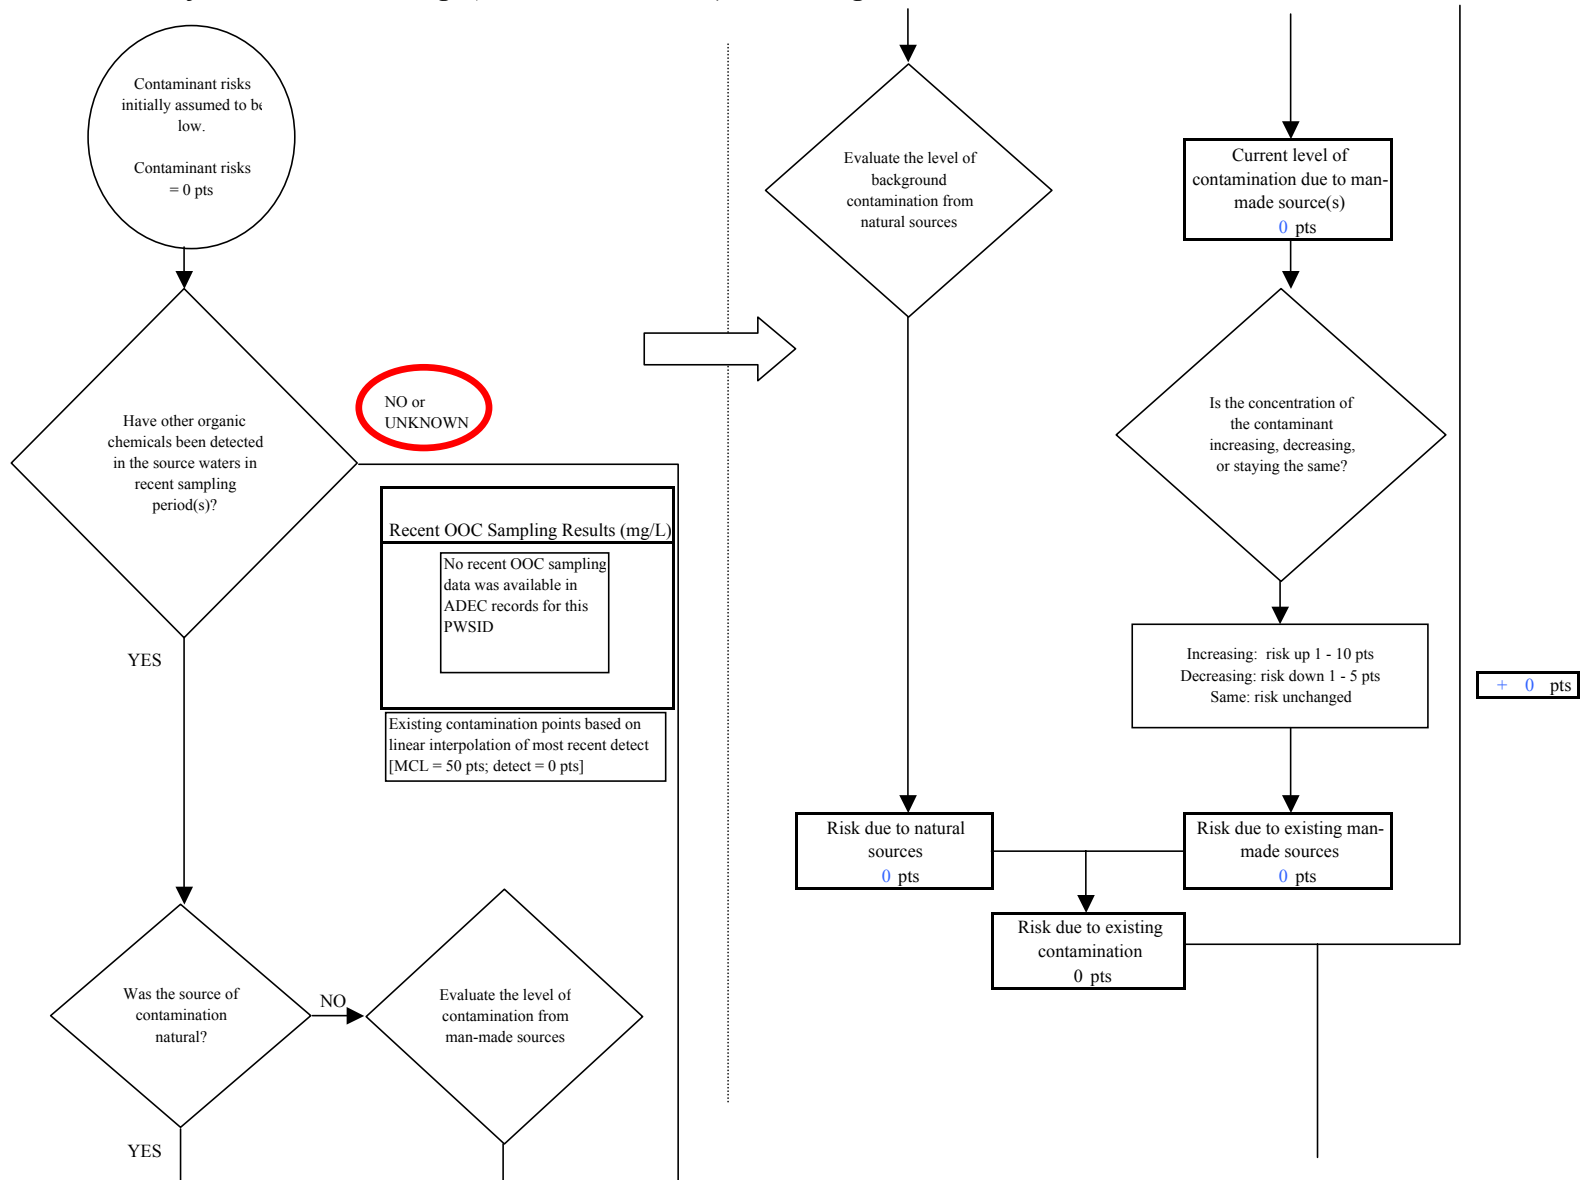 Contaminant risks
initially assumed to be
low.
Contaminant risks
= 0 pts
Have other organic
chemicals been detected
in the source waters in
recent sampling
period(s)?
NO or
UNKNOWN
Recent OOC Sampling Results (mg/L)
No recent OOC sampling
data was available in
ADEC records for this
PWSID
Existing contamination points based on
linear interpolation of most recent detect
[MCL = 50 pts; detect = 0 pts]
YES
Was the source of
contamination
natural?
NO
Evaluate the level of
contamination from
man-made sources
YES
Evaluate the level of
background
contamination from
natural sources
Current level of
contamination due to man-
made source(s)
0 pts
Is the concentration of
the contaminant
increasing, decreasing,
or staying the same?
Increasing: risk up 1 - 10 pts
Decreasing: risk down 1 - 5 pts
Same: risk unchanged
+ 0 pts
Risk due to natural
sources
0 pts
Risk due to existing man-
made sources
0 pts
Risk due to existing
contamination
0 pts